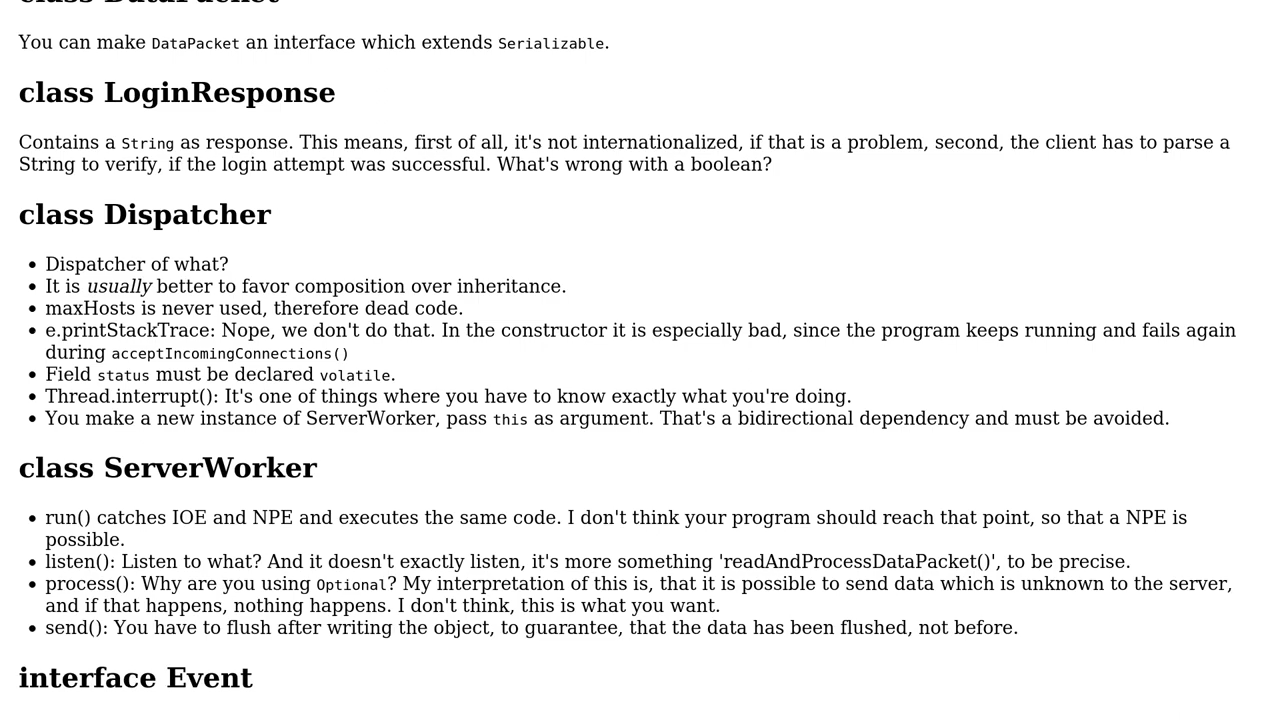 class DataPacket
You can make DataPacket an interface which extends Serializable.
class LoginResponse
Contains a String as response. This means, first of all, it's not internationalized, if that is a problem, second, the client has to parse a
String to verify, if the login attempt was successful. What's wrong with a boolean?
class Dispatcher
• Dispatcher of what?
• It is usually better to favor composition over inheritance.
• maxHosts is never used, therefore dead code.
• e.printStackTrace: Nope, we don't do that. In the constructor it is especially bad, since the program keeps running and fails again
during acceptIncomingConnections()
• Field status must be declared volatile.
• Thread.interrupt(): It's one of things where you have to know exactly what you're doing.
• You make a new instance of ServerWorker, pass this as argument. That's a bidirectional dependency and must be avoided.
class ServerWorker
• run() catches IOE and NPE and executes the same code. I don't think your program should reach that point, so that a NPE is
possible.
• listen(): Listen to what? And it doesn't exactly listen, it's more something 'readAndProcessDataPacket()', to be precise.
• process(): Why are you using Optional? My interpretation of this is, that it is possible to send data which is unknown to the server,
and if that happens, nothing happens. I don't think, this is what you want.
• send(): You have to flush after writing the object, to guarantee, that the data has been flushed, not before.
interface Event